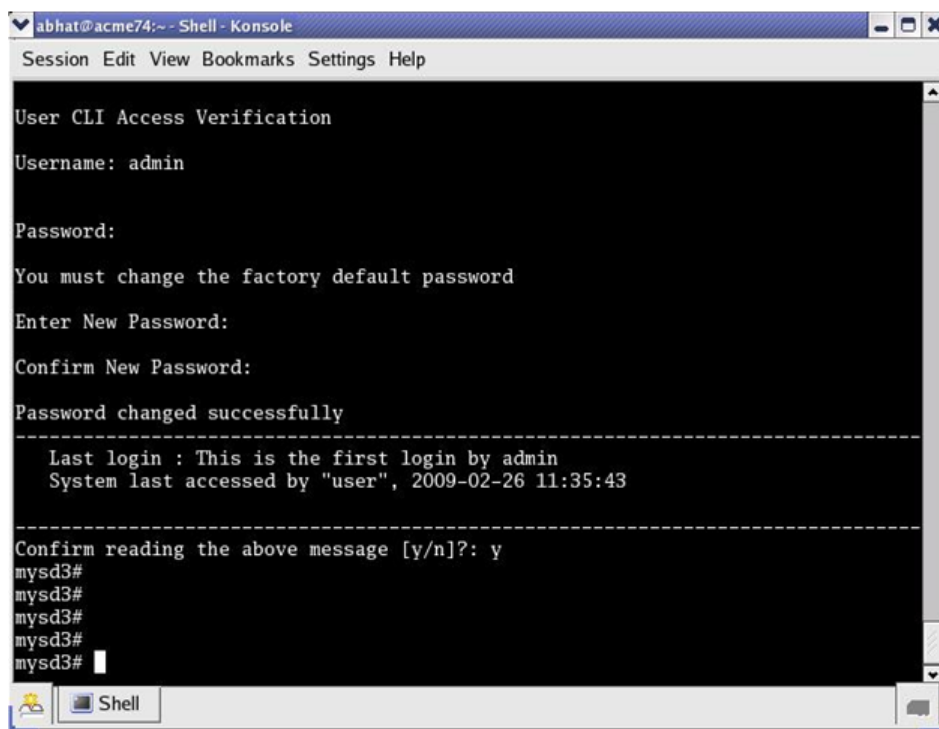 abhat@acme74:~ - Shell - Konsole
Session Edit View Bookmarks Settings Help
User CLI Access Verification
Username: admin
Password:
You must change the factory default password
Enter New Password:
Confirm New Password:
Password changed successfully
--------------------------------------------------------------------------------
Last login : This is the first login by admin
System last accessed by "user", 2009-02-26 11:35:43
--------------------------------------------------------------------------------
Confirm reading the above message [y/n]?: y
mysd3#
mysd3#
mysd3#
mysd3#
mysd3#
Shell